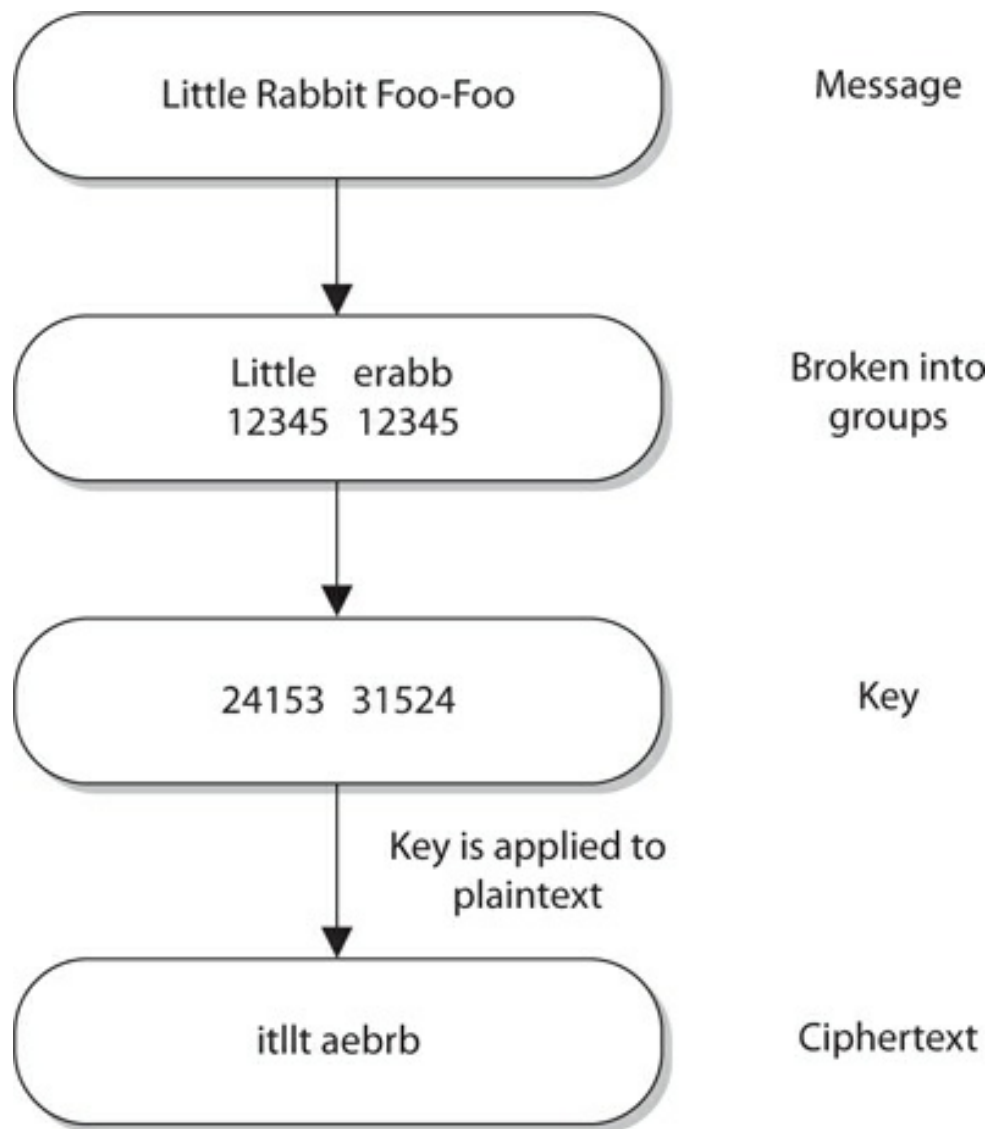 Little Rabbit Foo-Foo
Message
Little erabb
12345 12345
Broken into
groups
24153 31524
Key
Key is applied to
plaintext
itllt aebrb
Ciphertext